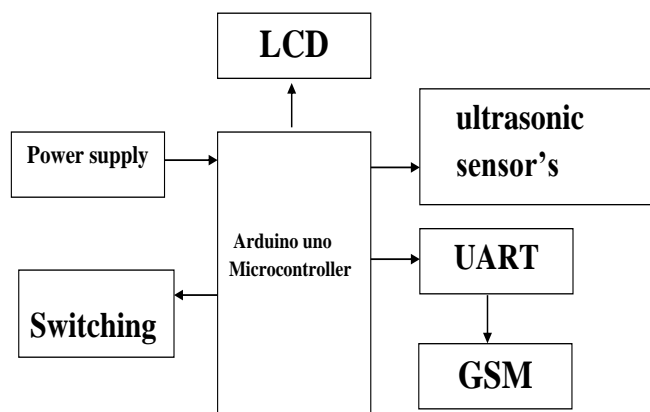 LCD
ultrasonic
sensor's
Power supply
Arduino uno
Microcontroller
UART
Switching
GSM